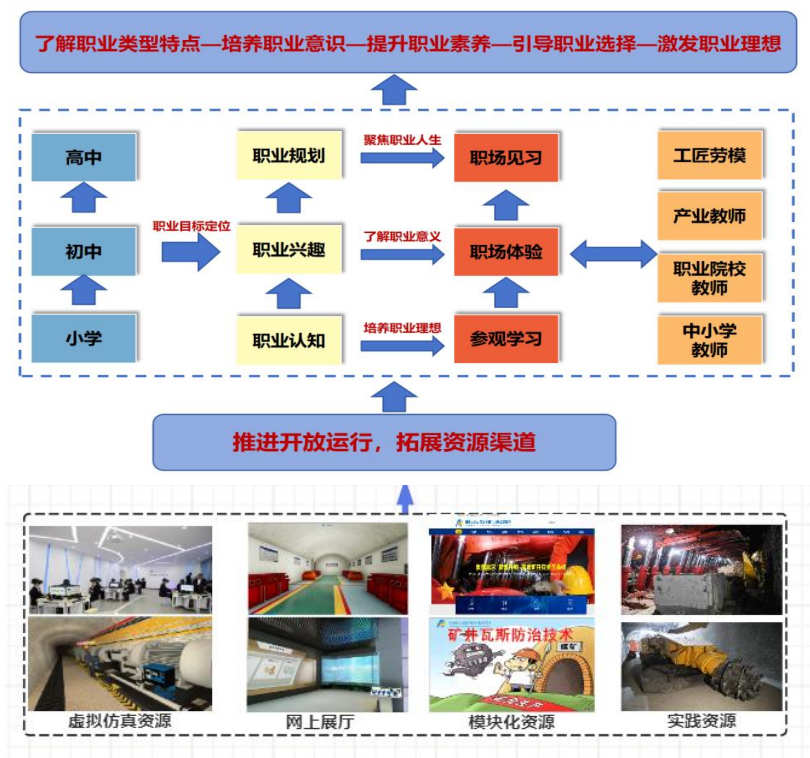 了解职业类型特点—培养职业意识—提升职业素养—引导职业选择—激发职业理想
高中
职业规划
聚焦职业人生
职场见习
工匠劳模
产业教师
初中
职业目标定位
职业兴趣
了解职业意义
职场体验
职业院校
教师
小学
职业认知
培养职业理想
参观学习
中小学
教师
推进开放运行，拓展资源渠道
矿井瓦斯防治技术
煤矿
虚拟仿真资源
网上展厅
模块化资源
实践资源